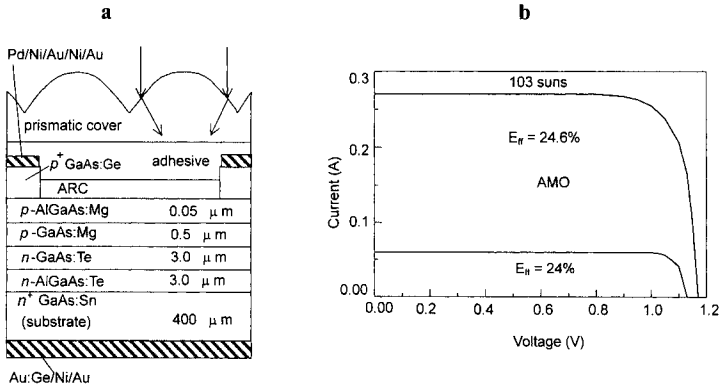 a
Pd/Ni/Au/Ni/Au
prismatic cover
p+ GaAs:Ge
adhesive
ARC
p-AlGaAs:Mg 0.05 μm
p-GaAs:Mg 0.5 μm
n-GaAs:Te 3.0 μm
n-AlGaAs:Te 3.0 μm
n+ GaAs:Sn
(substrate) 400 μm
Au:Ge/Ni/Au
b
0.3
103 suns
Eff = 24.6%
0.2
AMO
Current (A)
0.1
Eff = 24%
0.00
0.00 0.2 0.4 0.6 0.8 1.0 1.2
Voltage (V)